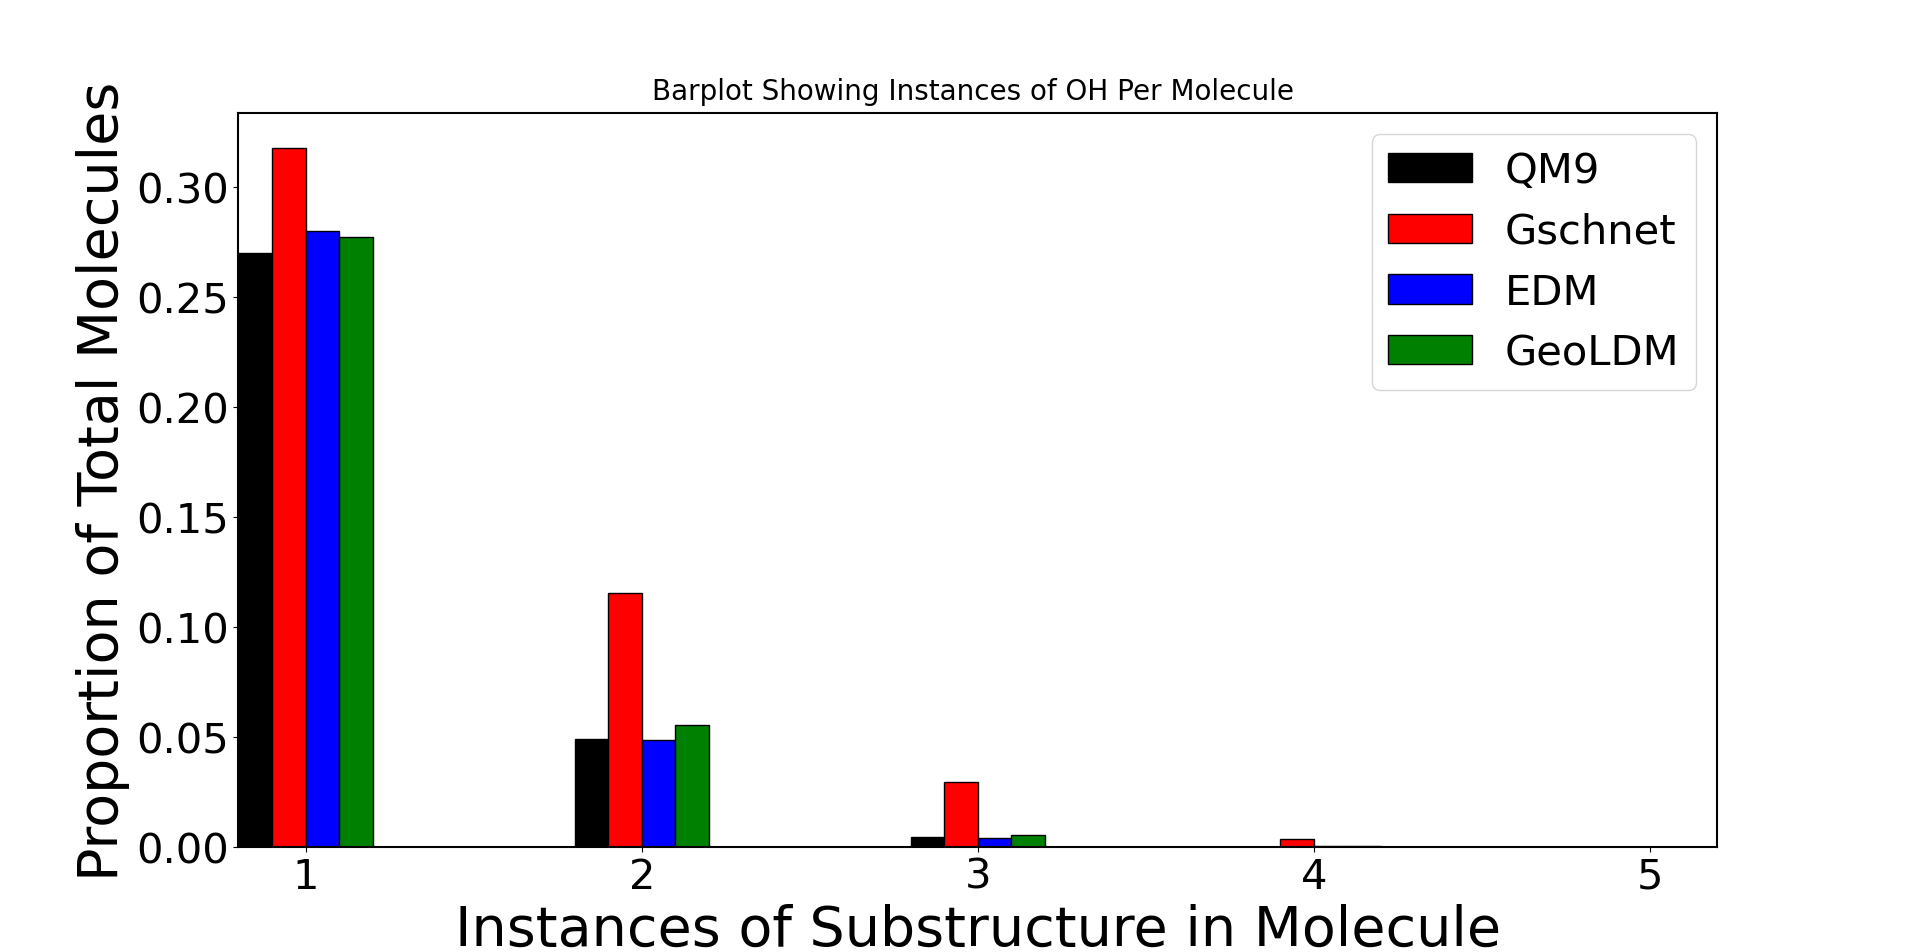 Barplot Showing Instances of OH Per Molecule
Proportion of Total Molecules
0.30
0.25
0.20
0.15
0.10
0.05
0.00
QM9
Gschnet
EDM
GeoLDM
1 2 3 4 5
Instances of Substructure in Molecule